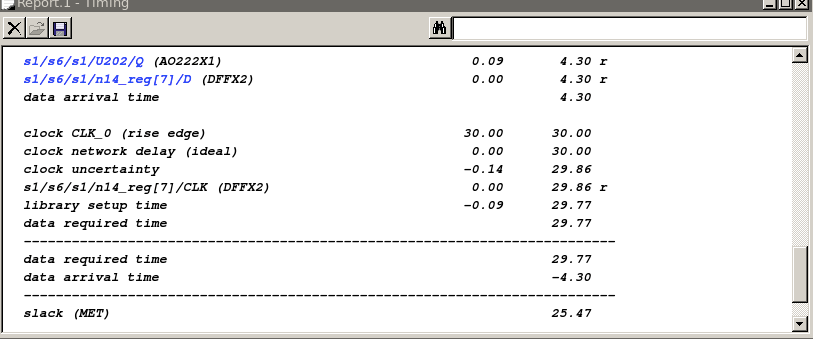 Report.1 - Timing
s1/s6/s1/U202/Q (AO222X1) 0.09 4.30 r
s1/s6/s1/n14_reg[7]/D (DFFX2) 0.00 4.30 r
data arrival time 4.30
clock CLK_0 (rise edge) 30.00 30.00
clock network delay (ideal) 0.00 30.00
clock uncertainty -0.14 29.86
s1/s6/s1/n14_reg[7]/CLK (DFFX2) 0.00 29.86 r
library setup time -0.09 29.77
data required time 29.77
---------------------------------------------------------------------------
data required time 29.77
data arrival time -4.30
---------------------------------------------------------------------------
slack (MET) 25.47